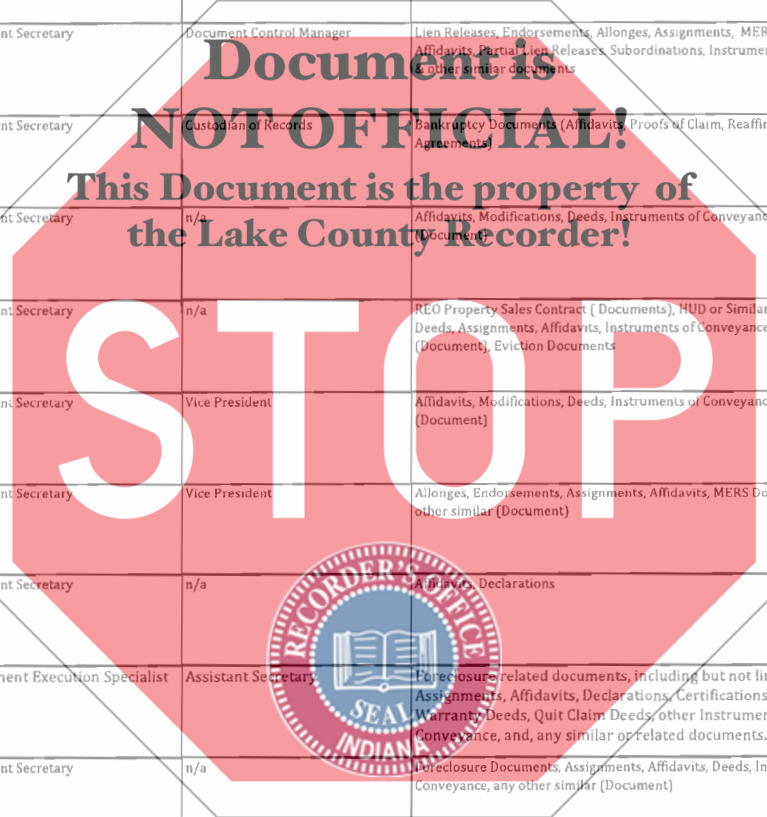 nt Secretary Document Control Manager Lien Releases, Endorsements, Allonges, Assignments, MER
Affidavits, Partial Lien Releases, Subordinations, Instrume
& other similar documents
Document is
NOT OFFICIAL!
nt Secretary Custodian of Records Bankruptcy Documents (Affidavits, Proofs of Claim, Reaffir
Agreements)
This Document is the property of
the Lake County Recorder!
nt Secretary n/a Affidavits, Modifications, Deeds, Instruments of Conveyanc
(Document)
nt Secretary n/a REO Property Sales Contract ( Documents), HUD or Similar
Deeds, Assignments, Affidavits, Instruments of Conveyance
(Document), Eviction Documents
STOP
nt Secretary Vice President Affidavits, Modifications, Deeds, Instruments of Conveyanc
(Document)
nt Secretary Vice President Allonges, Endorsements, Assignments, Affidavits, MERS Do
other similar (Document)
nt Secretary n/a Affidavits, Declarations
RECORDER'S OFFICE
SEAL
INDIANA
nent Execution Specialist Assistant Secretary Foreclosure related documents, including but not lin
Assignments, Affidavits, Declarations, Certifications
Warranty Deeds, Quit Claim Deeds, other Instrumen
Conveyance, and, any similar or related documents.
nt Secretary n/a Foreclosure Documents, Assignments, Affidavits, Deeds, In
Conveyance, any other similar (Document)